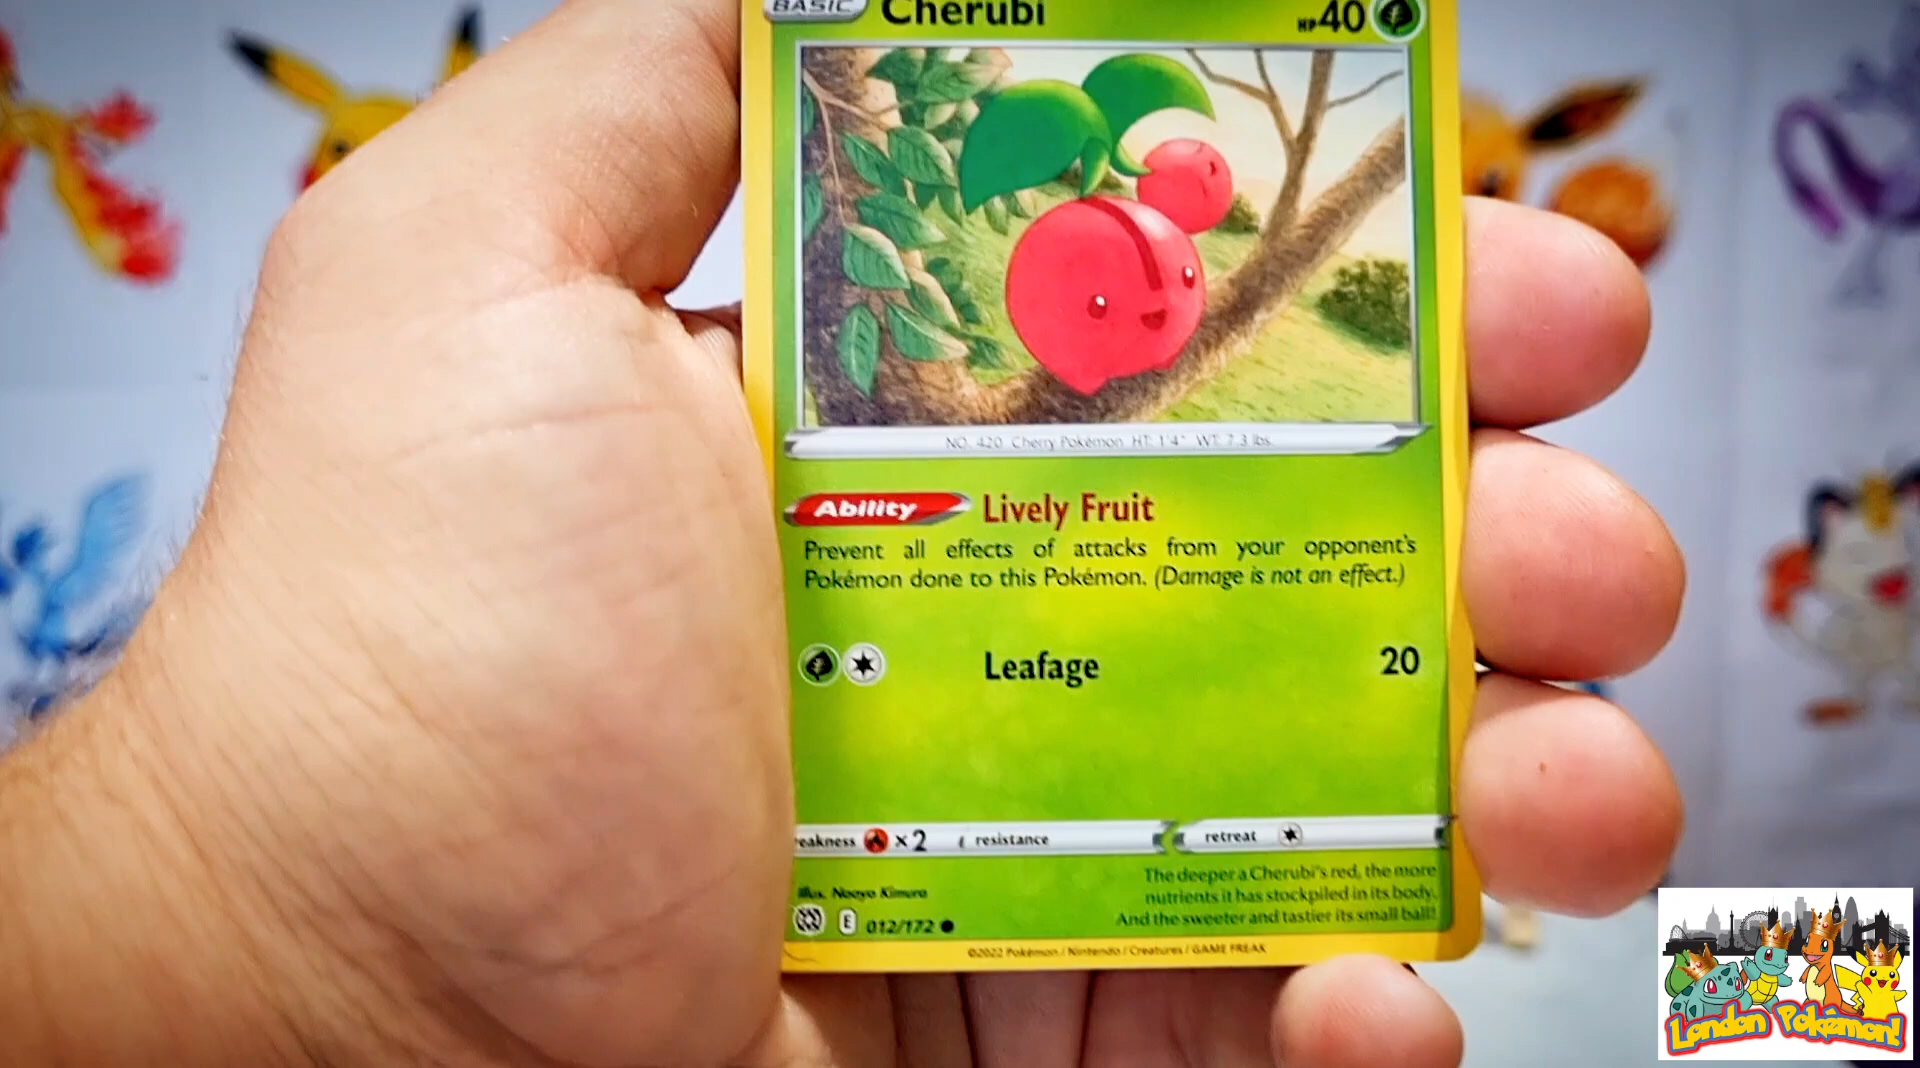 BASIC Cherubi HP40
NO. 420 Cherry Pokémon HT: 1'4" WT: 7.3 lbs.
Ability Lively Fruit
Prevent all effects of attacks from your opponent's
Pokémon done to this Pokémon. (Damage is not an effect.)
Leafage 20
eakness ×2 resistance retreat
The deeper a Cherubi's red, the more
nutrients it has stockpiled in its body.
And the sweeter and tastier its small ball!
Illus. Naoyo Kimura
E 012/172
©2022 Pokémon / Nintendo / Creatures / GAME FREAK
London Pokémon!